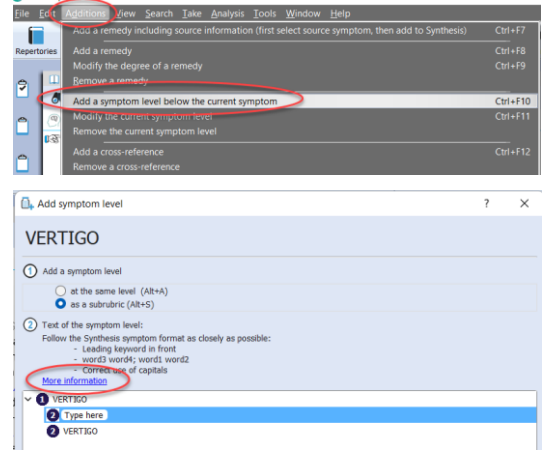 File Edit Additions View Search Take Analysis Tools Window Help
Add a remedy including source information (first select source symptom, then add to Synthesis) Ctrl+F7
Repertories
Add a remedy Ctrl+F8
Modify the degree of a remedy Ctrl+F9
Remove a remedy
Add a symptom level below the current symptom Ctrl+F10
Modify the current symptom level Ctrl+F11
Remove the current symptom level
Add a cross-reference Ctrl+F12
Remove a cross-reference
Add symptom level ? ×
VERTIGO
1 Add a symptom level
at the same level (Alt+A)
as a subrubric (Alt+S)
2 Text of the symptom level:
Follow the Synthesis symptom format as closely as possible:
- Leading keyword in front
- word3 word4; word1 word2
- Correct use of capitals
More information
1 VERTIGO
2 Type here
2 VERTIGO